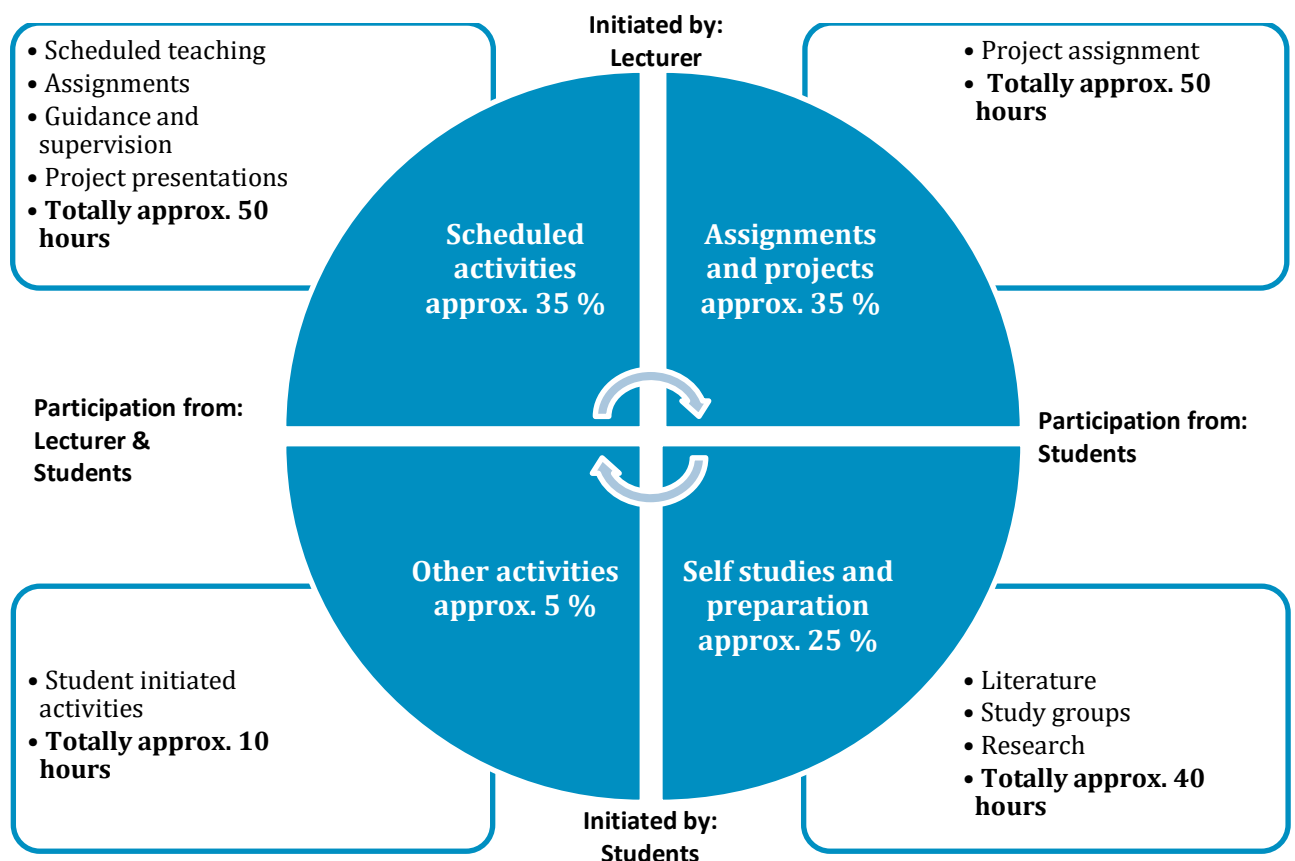 Initiated by:
Lecturer
• Scheduled teaching
• Assignments
• Guidance and
supervision
• Project presentations
• Totally approx. 50
hours
• Project assignment
• Totally approx. 50
hours
Scheduled
activities
approx. 35 %
Assignments
and projects
approx. 35 %
Participation from:
Lecturer &
Students
Participation from:
Students
Other activities
approx. 5 %
Self studies and
preparation
approx. 25 %
• Student initiated
activities
• Totally approx. 10
hours
• Literature
• Study groups
• Research
• Totally approx. 40
hours
Initiated by:
Students